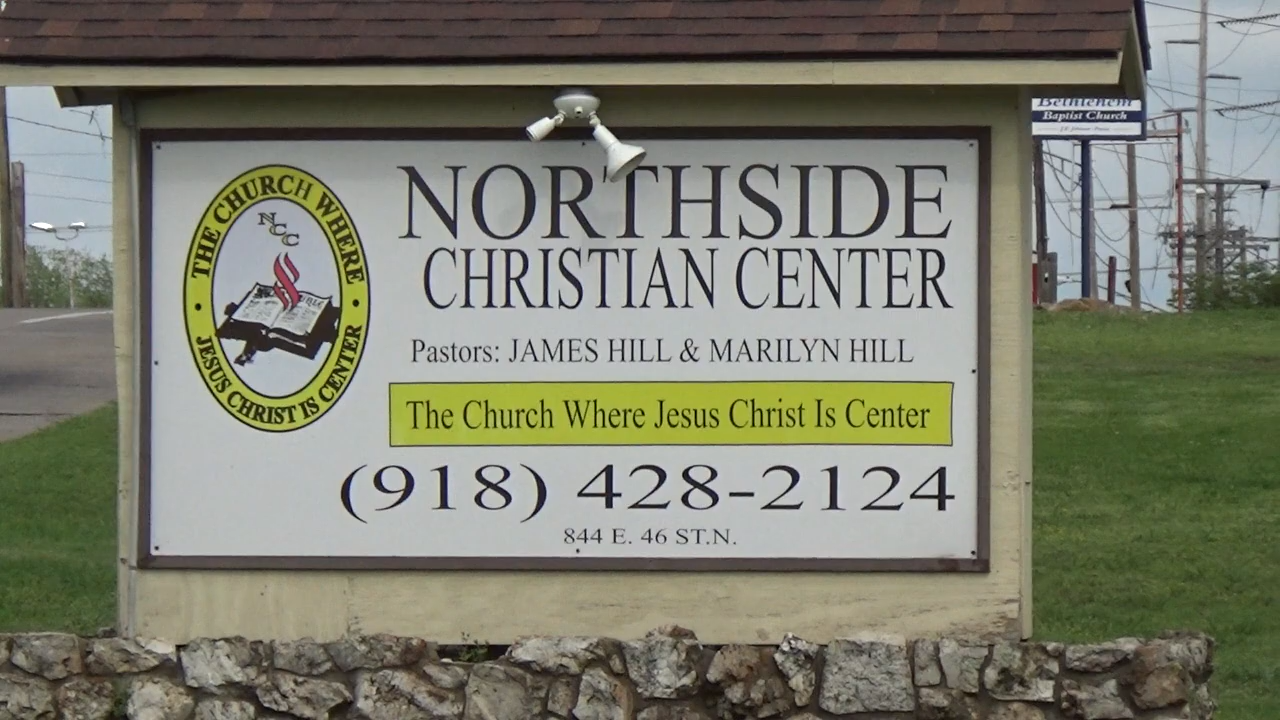 THE CHURCH WHERE
NCC
JESUS CHRIST IS CENTER
NORTHSIDE
CHRISTIAN CENTER
Pastors: JAMES HILL & MARILYN HILL
The Church Where Jesus Christ Is Center
(918) 428-2124
844 E. 46 ST.N.
Bethlehem
Baptist Church